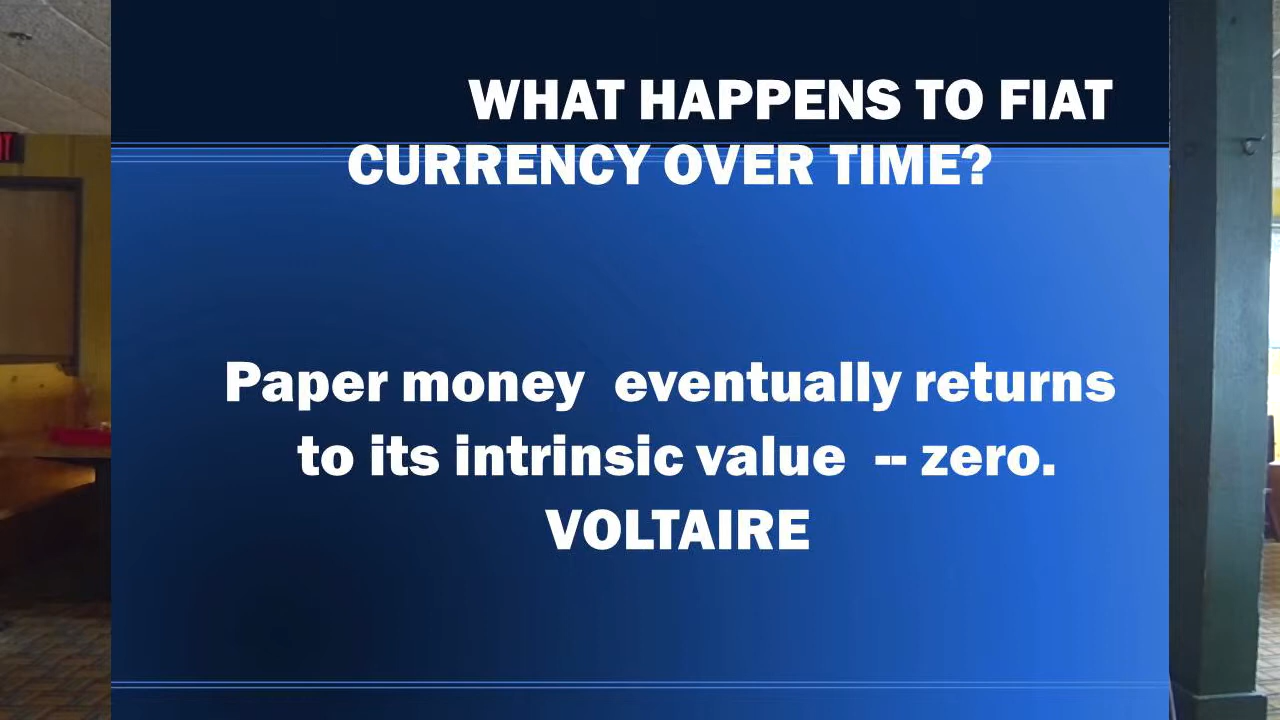 WHAT HAPPENS TO FIAT
CURRENCY OVER TIME?
Paper money eventually returns
to its intrinsic value -- zero.
VOLTAIRE